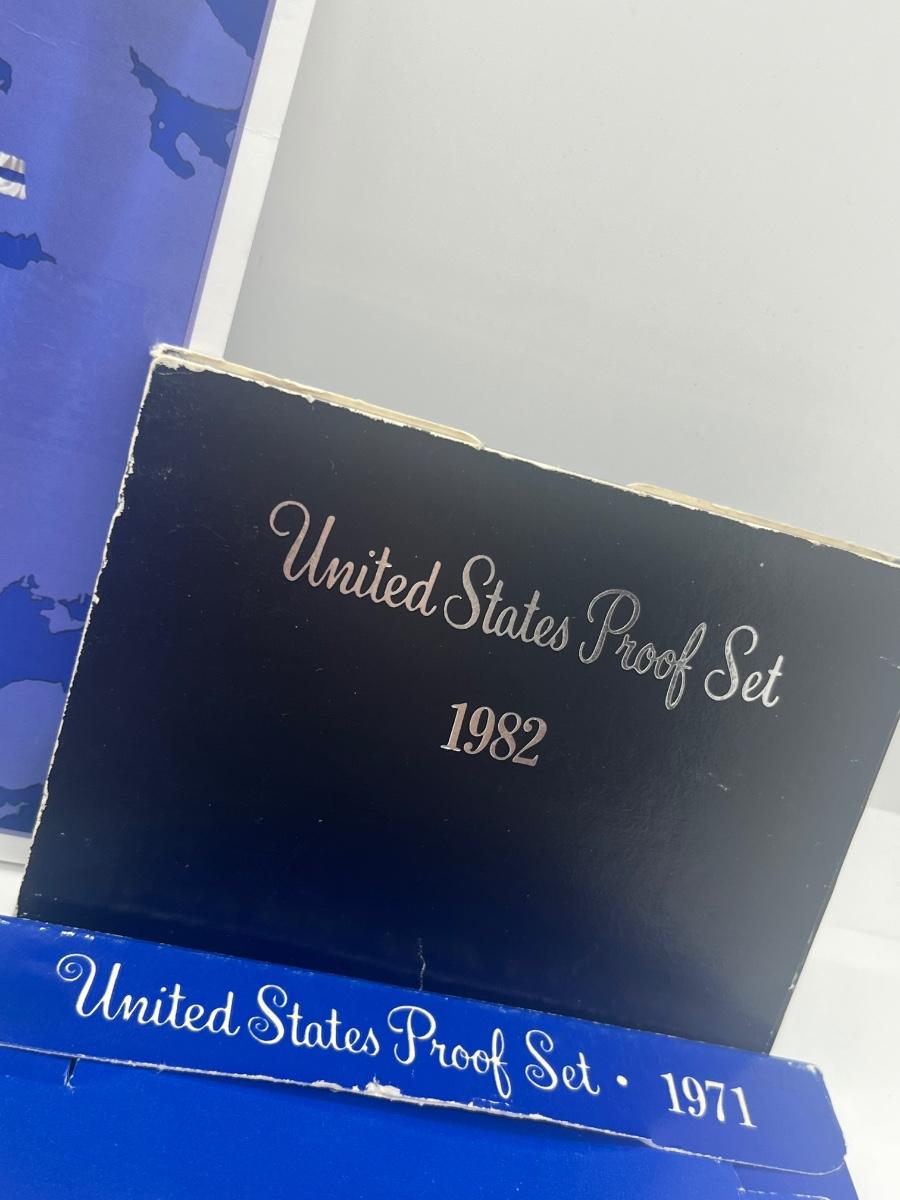 United States Proof Set
1982
United States Proof Set • 1971